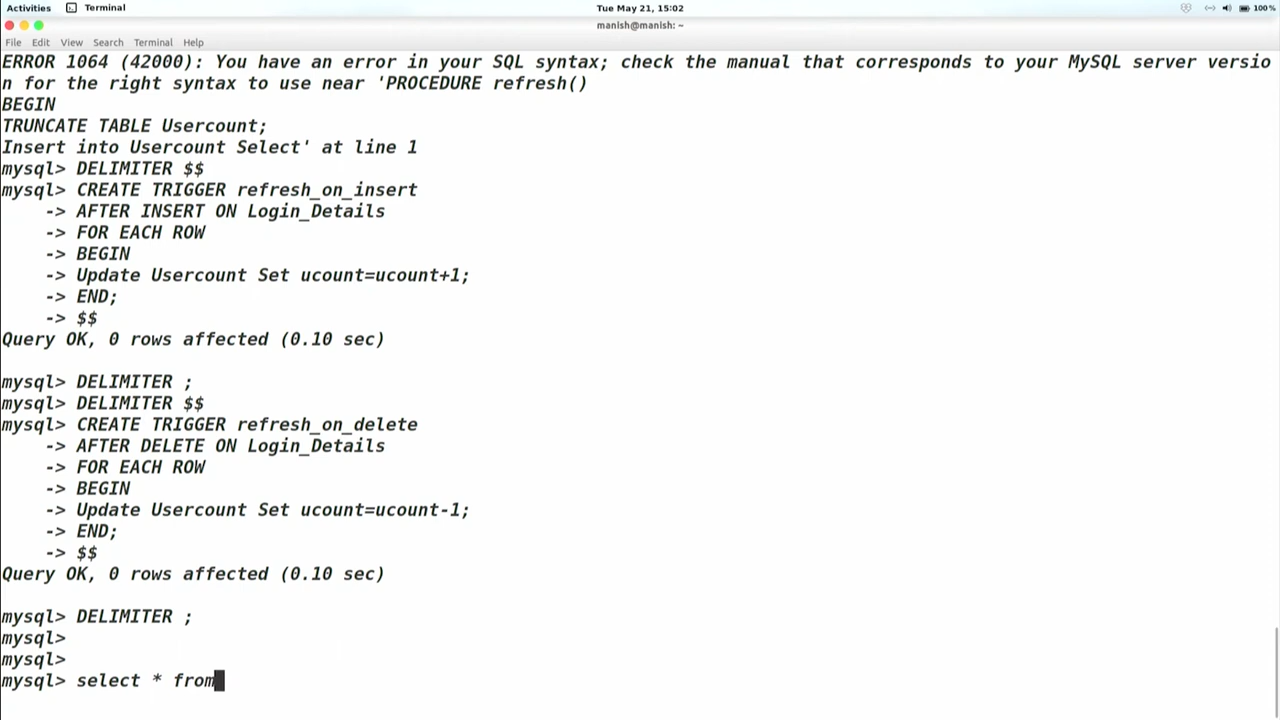 Activities Terminal Tue May 21, 15:02 100%
manish@manish: ~
File Edit View Search Terminal Help
ERROR 1064 (42000): You have an error in your SQL syntax; check the manual that corresponds to your MySQL server versio
n for the right syntax to use near 'PROCEDURE refresh()
BEGIN
TRUNCATE TABLE Usercount;
Insert into Usercount Select' at line 1
mysql> DELIMITER $$
mysql> CREATE TRIGGER refresh_on_insert
-> AFTER INSERT ON Login_Details
-> FOR EACH ROW
-> BEGIN
-> Update Usercount Set ucount=ucount+1;
-> END;
-> $$
Query OK, 0 rows affected (0.10 sec)
mysql> DELIMITER ;
mysql> DELIMITER $$
mysql> CREATE TRIGGER refresh_on_delete
-> AFTER DELETE ON Login_Details
-> FOR EACH ROW
-> BEGIN
-> Update Usercount Set ucount=ucount-1;
-> END;
-> $$
Query OK, 0 rows affected (0.10 sec)
mysql> DELIMITER ;
mysql>
mysql>
mysql> select * from